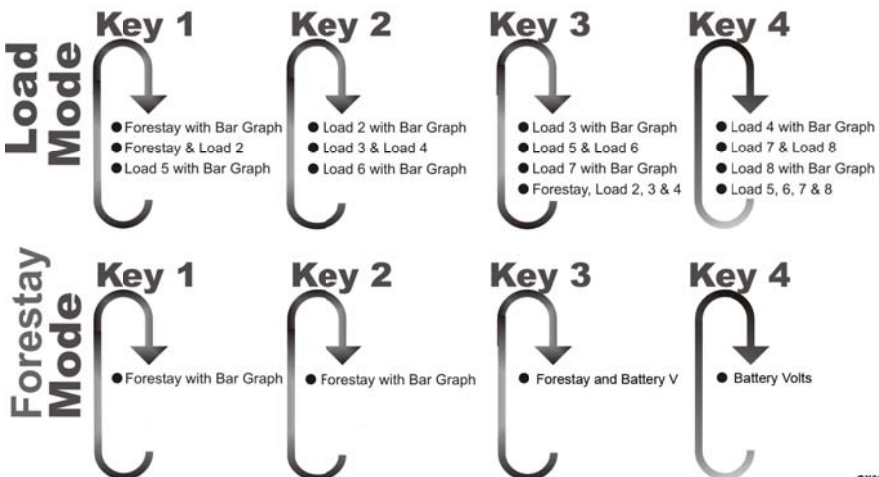 Load Mode
Key 1
Forestay with Bar Graph
Forestay & Load 2
Load 5 with Bar Graph
Key 2
Load 2 with Bar Graph
Load 3 & Load 4
Load 6 with Bar Graph
Key 3
Load 3 with Bar Graph
Load 5 & Load 6
Load 7 with Bar Graph
Forestay, Load 2, 3 & 4
Key 4
Load 4 with Bar Graph
Load 7 & Load 8
Load 8 with Bar Graph
Load 5, 6, 7 & 8
Forestay Mode
Key 1
Forestay with Bar Graph
Key 2
Forestay with Bar Graph
Key 3
Forestay and Battery V
Key 4
Battery Volts